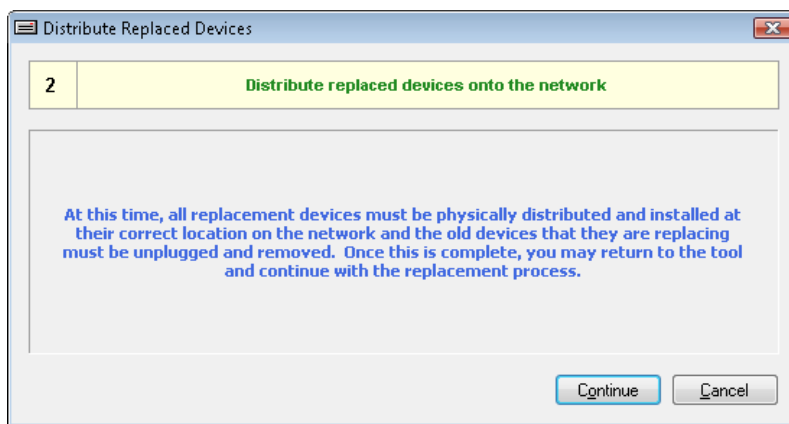 Distribute Replaced Devices
2
Distribute replaced devices onto the network
At this time, all replacement devices must be physically distributed and installed at
their correct location on the network and the old devices that they are replacing
must be unplugged and removed.  Once this is complete, you may return to the tool
and continue with the replacement process.
Continue
Cancel